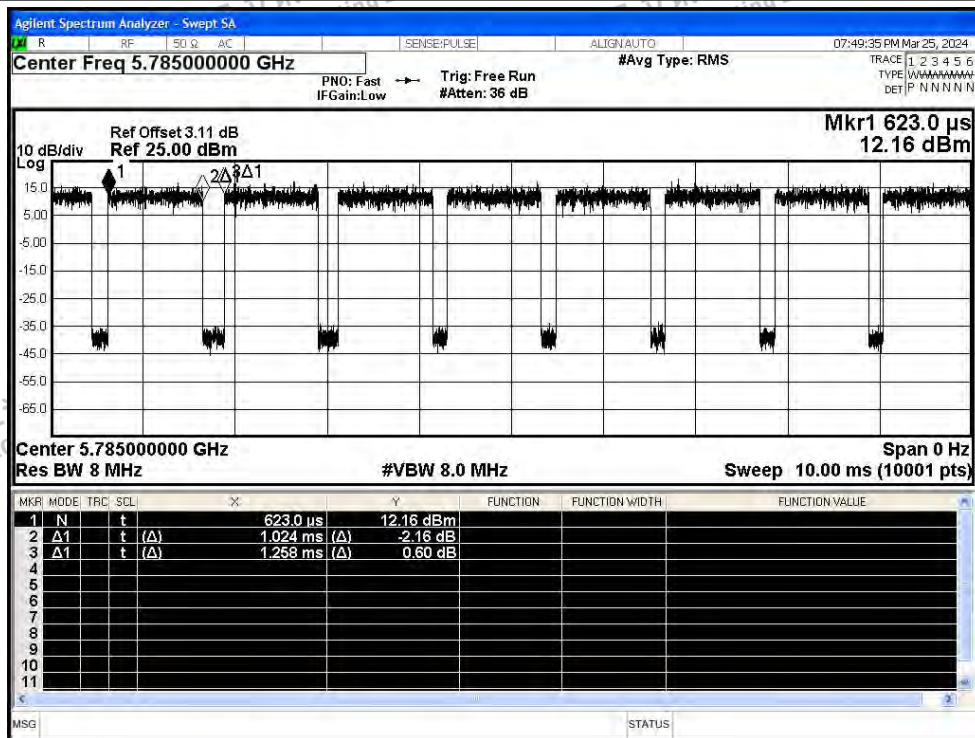 Agilent Spectrum Analyzer - Swept SA
R RF 50 Ω AC SENSE:PULSE ALIGN AUTO 07:49:35 PM Mar 25, 2024
Center Freq 5.785000000 GHz #Avg Type: RMS TRACE 1 2 3 4 5 6
PNO: Fast Trig: Free Run TYPE WWWWWW
IFGain:Low #Atten: 36 dB DET P N N N N N
Mkr1 623.0 µs
Ref Offset 3.11 dB
10 dB/div Ref 25.00 dBm 12.16 dBm
Log
1 2Δ1 3Δ1
15.0
5.00
-5.00
-15.0
-25.0
-35.0
-45.0
-55.0
-65.0
Center 5.785000000 GHz Span 0 Hz
Res BW 8 MHz #VBW 8.0 MHz Sweep 10.00 ms (10001 pts)
MKR MODE TRC SCL X Y FUNCTION FUNCTION WIDTH FUNCTION VALUE
1 N t 623.0 µs 12.16 dBm
2 Δ1 t (Δ) 1.024 ms (Δ) -2.16 dB
3 Δ1 t (Δ) 1.258 ms (Δ) 0.60 dB
4
5
6
7
8
9
10
11
MSG STATUS